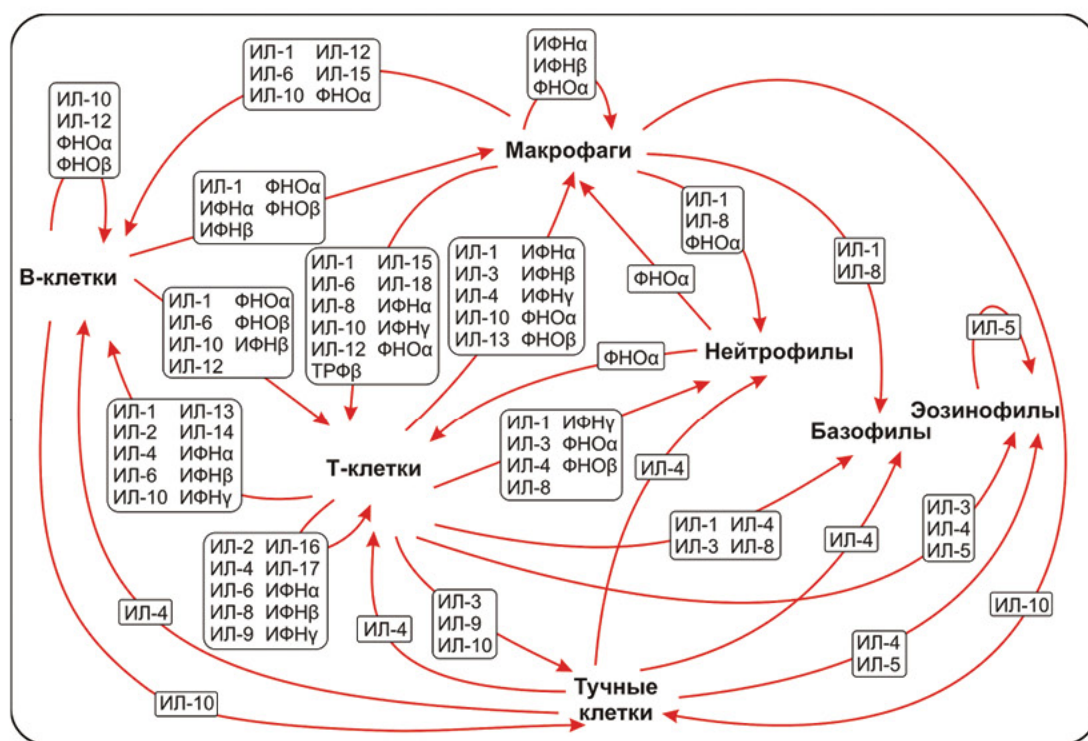 ИЛ-1 ИЛ-12
ИЛ-6 ИЛ-15
ИЛ-10 ФНОα
ИФНα
ИФНβ
ФНОα
ИЛ-10
ИЛ-12
ФНОα
ФНОβ
Макрофаги
ИЛ-1 ФНОα
ИФНα ФНОβ
ИФНβ
ИЛ-1
ИЛ-8
ФНОα
ИЛ-1
ИЛ-8
В-клетки
ИЛ-1 ИЛ-15
ИЛ-6 ИЛ-18
ИЛ-8 ИФНα
ИЛ-10 ИФНγ
ИЛ-12 ФНОα
ТРФβ
ИЛ-1 ИФНα
ИЛ-3 ИФНβ
ИЛ-4 ИФНγ
ИЛ-10 ФНОα
ИЛ-13 ФНОβ
ФНОα
ИЛ-1 ФНОα
ИЛ-6 ФНОβ
ИЛ-10 ИФНβ
ИЛ-12
ИЛ-5
ФНОα
Нейтрофилы
Эозинофилы
Базофилы
ИЛ-1 ИЛ-13
ИЛ-2 ИЛ-14
ИЛ-4 ИФНα
ИЛ-6 ИФНβ
ИЛ-10 ИФНγ
Т-клетки
ИЛ-1 ИФНγ
ИЛ-3 ФНОα
ИЛ-4 ФНОβ
ИЛ-8
ИЛ-4
ИЛ-1 ИЛ-4
ИЛ-3 ИЛ-8
ИЛ-4
ИЛ-3
ИЛ-4
ИЛ-5
ИЛ-2 ИЛ-16
ИЛ-4 ИЛ-17
ИЛ-6 ИФНα
ИЛ-8 ИФНβ
ИЛ-9 ИФНγ
ИЛ-4
ИЛ-4
ИЛ-3
ИЛ-9
ИЛ-10
ИЛ-10
ИЛ-4
ИЛ-5
ИЛ-10
Тучные
клетки